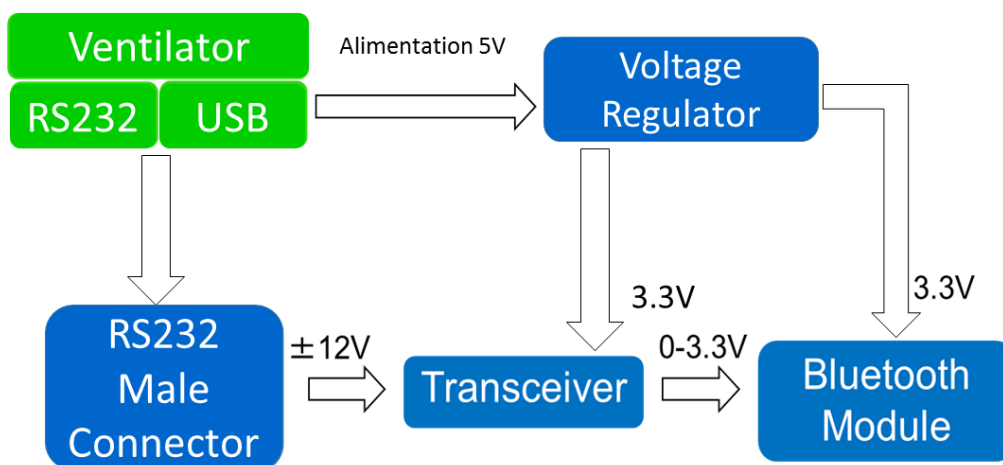 Ventilator
RS232
USB
Alimentation 5V
Voltage
Regulator
3.3V
3.3V
RS232
Male
Connector
±12V
Transceiver
0-3.3V
Bluetooth
Module